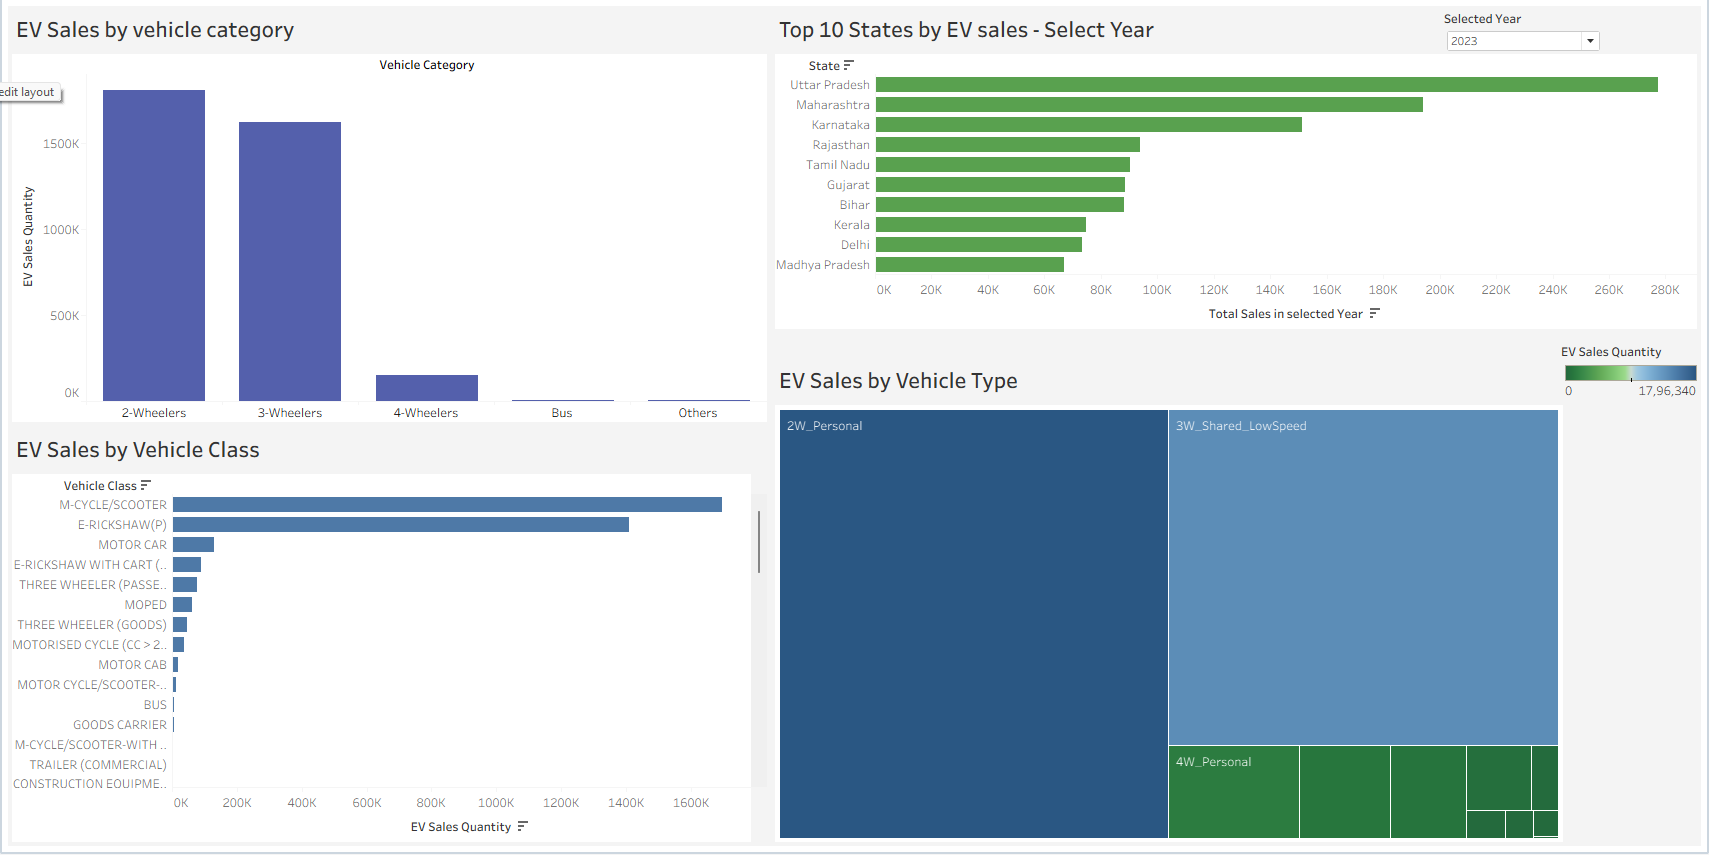 EV Sales by vehicle category
Vehicle Category
edit layout
EV Sales Quantity
1500K
1000K
500K
0K
2-Wheelers
3-Wheelers
4-Wheelers
Bus
Others
Top 10 States by EV sales - Select Year
Selected Year
2023
State
Uttar Pradesh
Maharashtra
Karnataka
Rajasthan
Tamil Nadu
Gujarat
Bihar
Kerala
Delhi
Madhya Pradesh
0K 20K 40K 60K 80K 100K 120K 140K 160K 180K 200K 220K 240K 260K 280K
Total Sales in selected Year
EV Sales by Vehicle Class
Vehicle Class
M-CYCLE/SCOOTER
E-RICKSHAW(P)
MOTOR CAR
E-RICKSHAW WITH CART (..
THREE WHEELER (PASSE..
MOPED
THREE WHEELER (GOODS)
MOTORISED CYCLE (CC > 2..
MOTOR CAB
MOTOR CYCLE/SCOOTER-..
BUS
GOODS CARRIER
M-CYCLE/SCOOTER-WITH ..
TRAILER (COMMERCIAL)
CONSTRUCTION EQUIPME..
0K 200K 400K 600K 800K 1000K 1200K 1400K 1600K
EV Sales Quantity
EV Sales by Vehicle Type
EV Sales Quantity
0 17,96,340
2W_Personal
3W_Shared_LowSpeed
4W_Personal